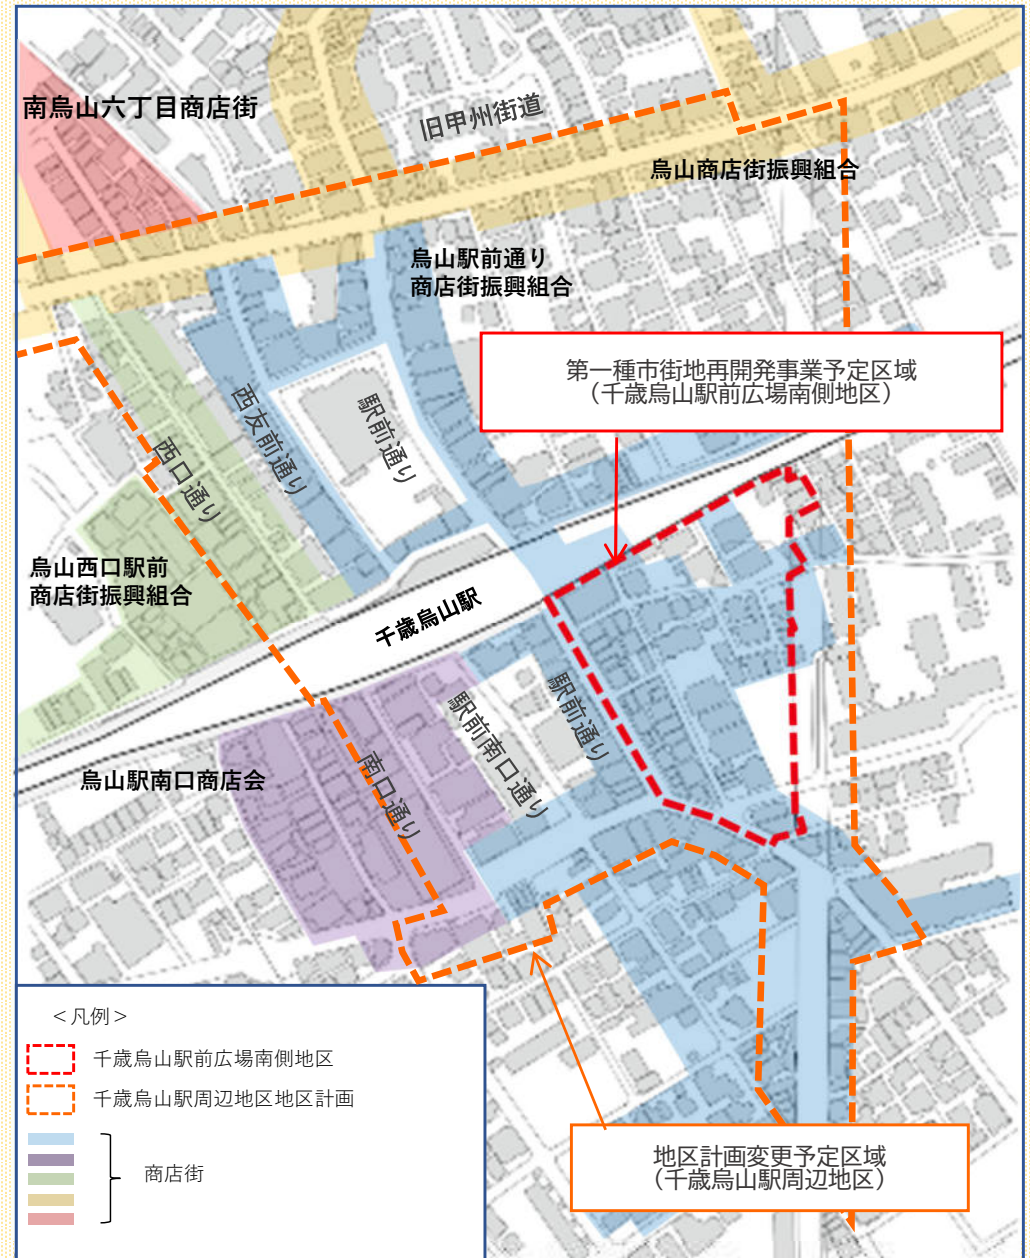 南烏山六丁目商店街
旧甲州街道
烏山商店街振興組合
烏山駅前通り
商店街振興組合
第一種市街地再開発事業予定区域
（千歳烏山駅前広場南側地区）
西友前通り
駅前通り
西口通り
烏山西口駅前
商店街振興組合
千歳烏山駅
駅前通り
駅前南口通り
南口通り
烏山駅南口商店会
＜凡例＞
千歳烏山駅前広場南側地区
千歳烏山駅周辺地区地区計画
商店街
地区計画変更予定区域
（千歳烏山駅周辺地区）